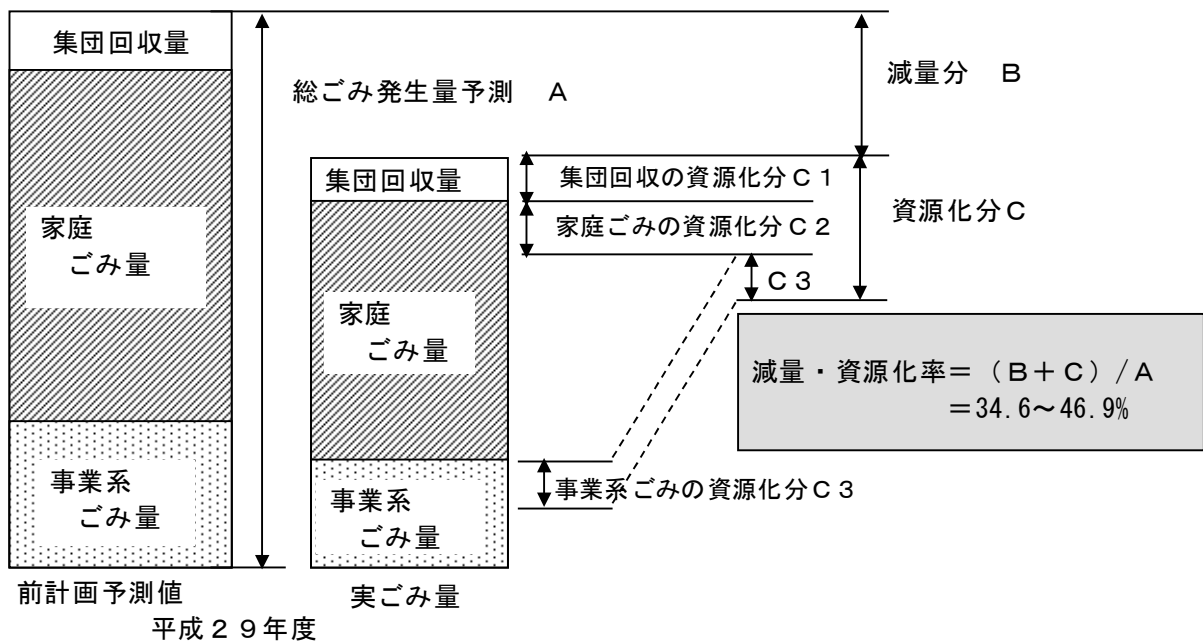 集団回収量
総ごみ発生量予測　A
減量分　B
集団回収量
集団回収の資源化分C1
資源化分C
家庭
ごみ量
家庭ごみの資源化分C2
C3
家庭
ごみ量
減量・資源化率=(B+C)/A
=34.6～46.9%
事業系
ごみ量
事業系ごみの資源化分C3
事業系
ごみ量
前計画予測値
実ごみ量
平成29年度